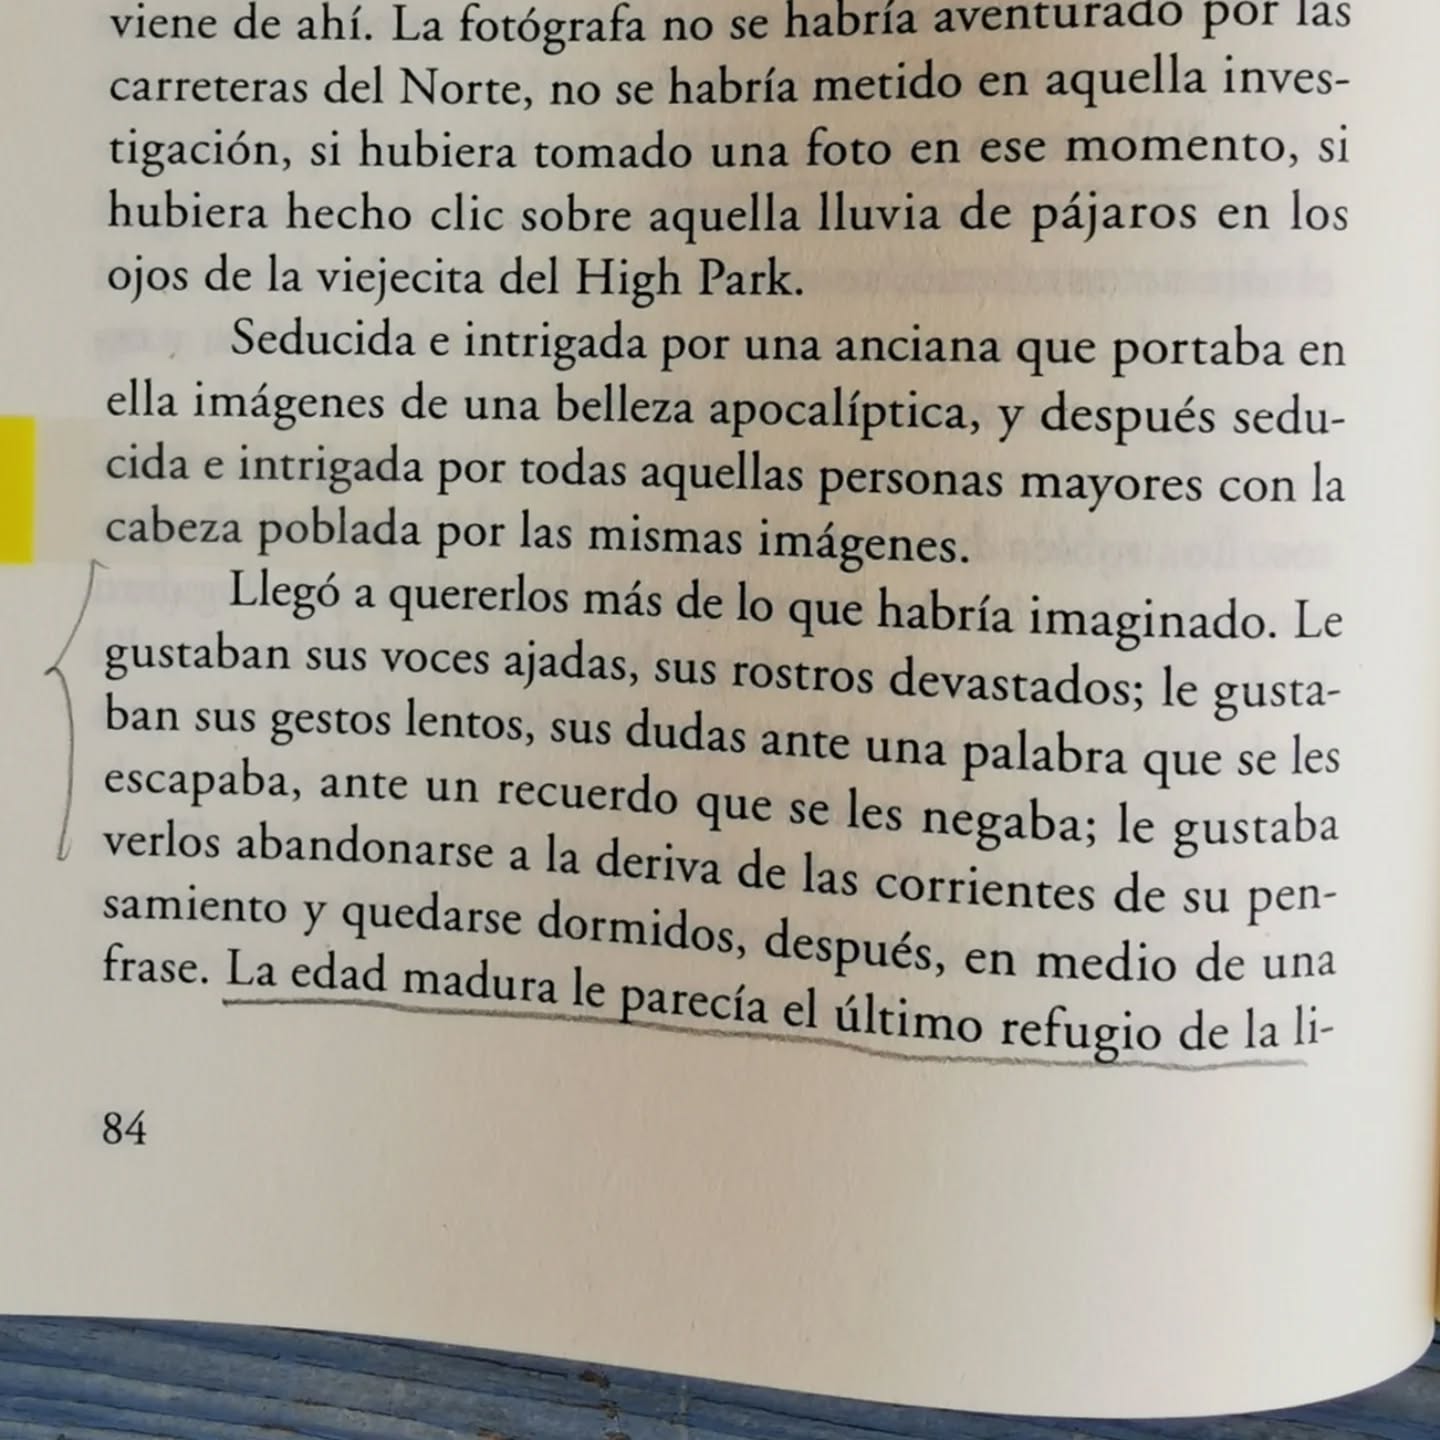 viene de ahí. La fotógrafa no se habría aventurado por las
carreteras del Norte, no se habría metido en aquella inves-
tigación, si hubiera tomado una foto en ese momento, si
hubiera hecho clic sobre aquella lluvia de pájaros en los
ojos de la viejecita del High Park.
Seducida e intrigada por una anciana que portaba en
ella imágenes de una belleza apocalíptica, y después sedu-
cida e intrigada por todas aquellas personas mayores con la
cabeza poblada por las mismas imágenes.
Llegó a quererlos más de lo que habría imaginado. Le
gustaban sus voces ajadas, sus rostros devastados; le gusta-
ban sus gestos lentos, sus dudas ante una palabra que se les
escapaba, ante un recuerdo que se les negaba; le gustaba
verlos abandonarse a la deriva de las corrientes de su pen-
samiento y quedarse dormidos, después, en medio de una
frase. La edad madura le parecía el último refugio de la li-
84